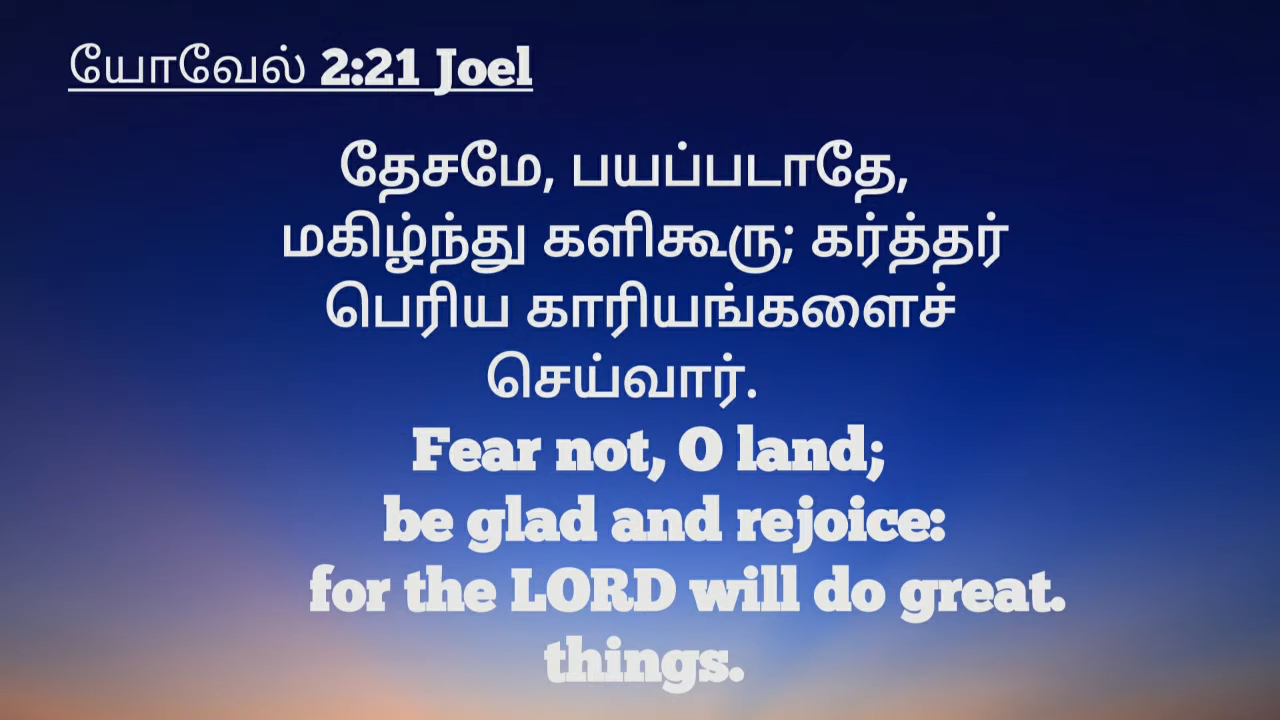 யோவேல் 2:21 Joel
தேசமே, பயப்படாதே,
மகிழ்ந்து களிகூரு; கர்த்தர்
பெரிய காரியங்களைச்
செய்வார்.
Fear not, O land;
be glad and rejoice:
for the LORD will do great.
things.